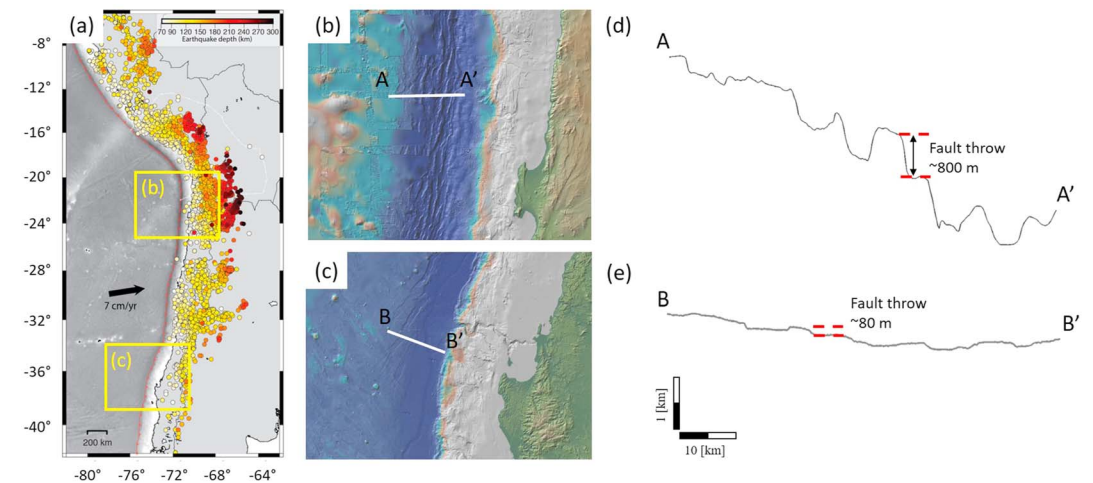 (a)
70 90 120 150 180 210 240 270 300
Earthquake depth (km)
-8°
-12°
-16°
-20°
-24°
-28°
-32°
-36°
-40°
(b)
7 cm/yr
(c)
200 km
-80° -76° -72° -68° -64°
(b)
A A’
(c)
B
B’
(d)
A
Fault throw
~800 m
A’
(e)
B
Fault throw
~80 m
B’
1 [km]
10 [km]